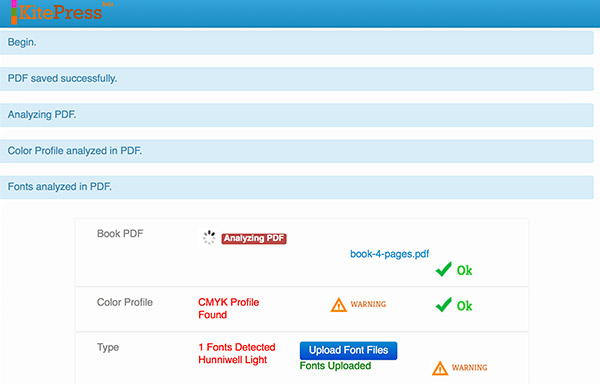 KitePress
Begin.
PDF saved successfully.
Analyzing PDF.
Color Profile analyzed in PDF.
Fonts analyzed in PDF.
Book PDF
Analyzing PDF
book-4-pages.pdf
Ok
Color Profile
CMYK Profile
Found
WARNING
Ok
Type
1 Fonts Detected
Hunniwell Light
Upload Font Files
Fonts Uploaded
WARNING